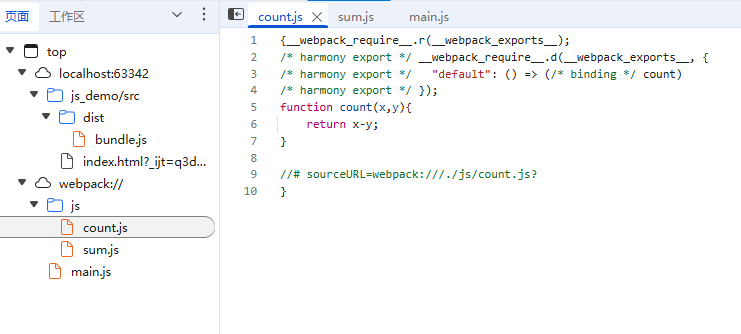 页面
工作区
top
localhost:63342
js_demo/src
dist
bundle.js
index.html?_ijt=q3d...
webpack://
js
count.js
sum.js
main.js
count.js
sum.js
main.js
1 {__webpack_require__.r(__webpack_exports__);
2 /* harmony export */ __webpack_require__.d(__webpack_exports__, {
3 /* harmony export */   "default": () => (/* binding */ count)
4 /* harmony export */ });
5 function count(x,y){
6     return x-y;
7 }
8
9 //# sourceURL=webpack:///./js/count.js?
10 }